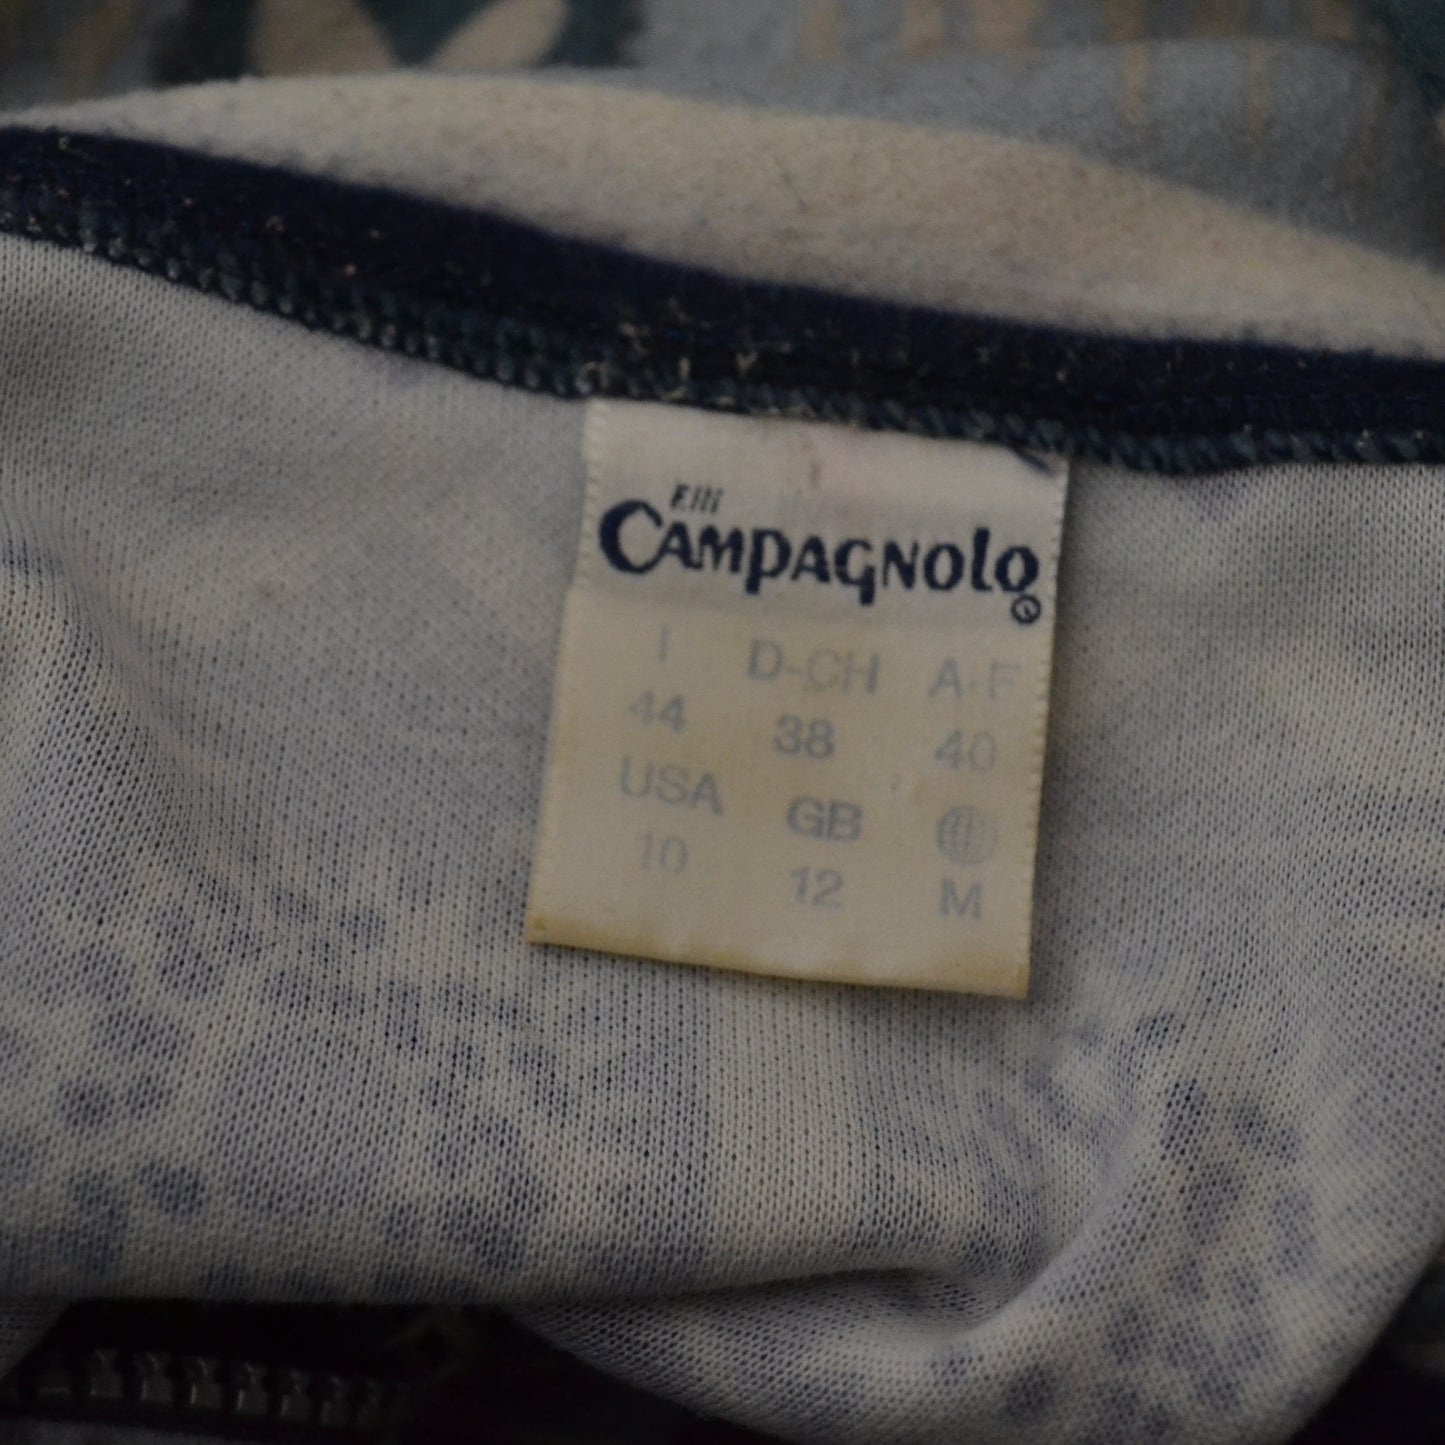 F.lli
CAMPAGNOLO
I D-CH A-F
44 38 40
USA GB
10 12 M